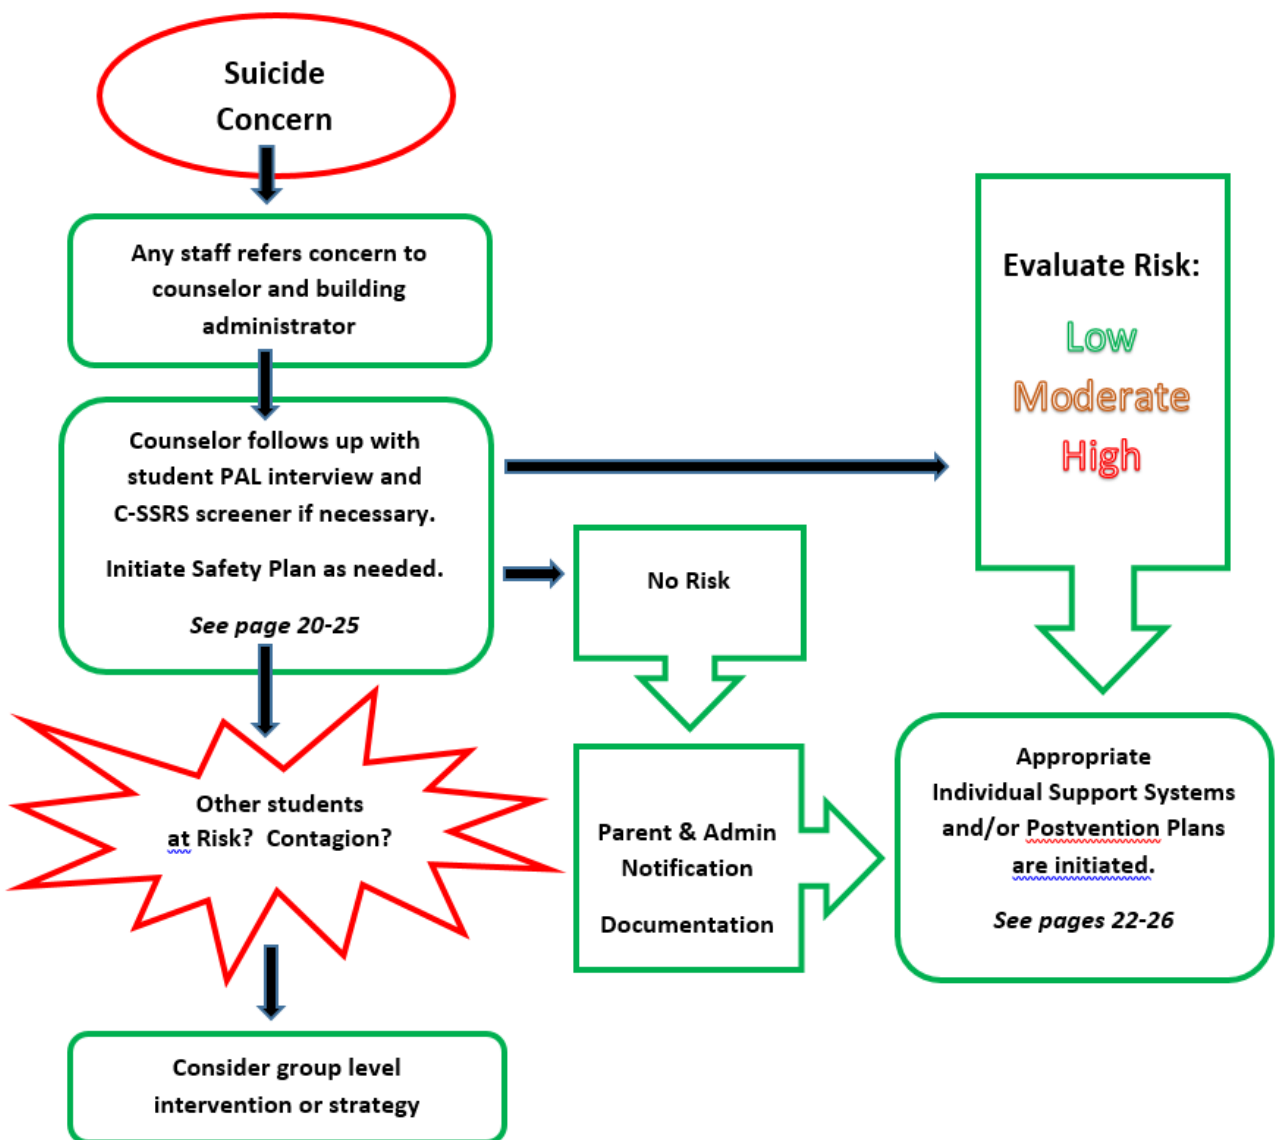 Suicide
Concern
Any staff refers concern to
counselor and building
administrator
Counselor follows up with
student PAL interview and
C-SSRS screener if necessary.
Initiate Safety Plan as needed.
See page 20-25
Other students
at Risk?  Contagion?
Consider group level
intervention or strategy
No Risk
Parent & Admin
Notification
Documentation
Evaluate Risk:
Low
Moderate
High
Appropriate
Individual Support Systems
and/or Postvention Plans
are initiated.
See pages 22-26